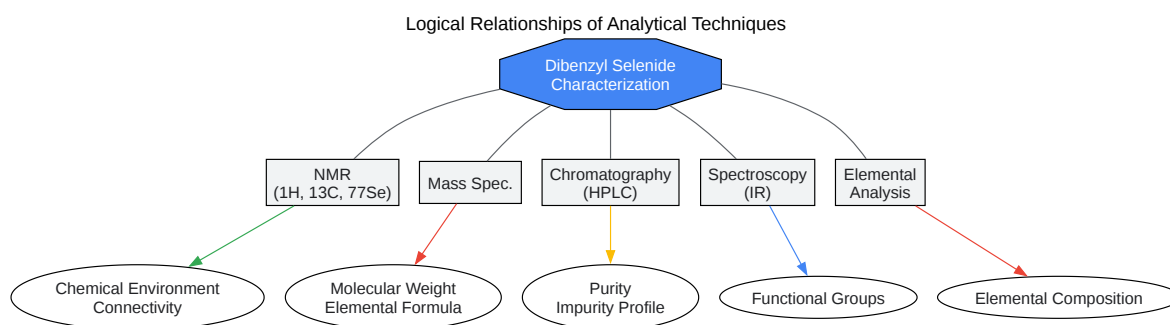 Logical Relationships of Analytical Techniques
Dibenzyl Selenide
Characterization
NMR
(1H, 13C, 77Se)
Mass Spec.
Chromatography
(HPLC)
Spectroscopy
(IR)
Elemental
Analysis
Chemical Environment
Connectivity
Molecular Weight
Elemental Formula
Purity
Impurity Profile
Functional Groups
Elemental Composition